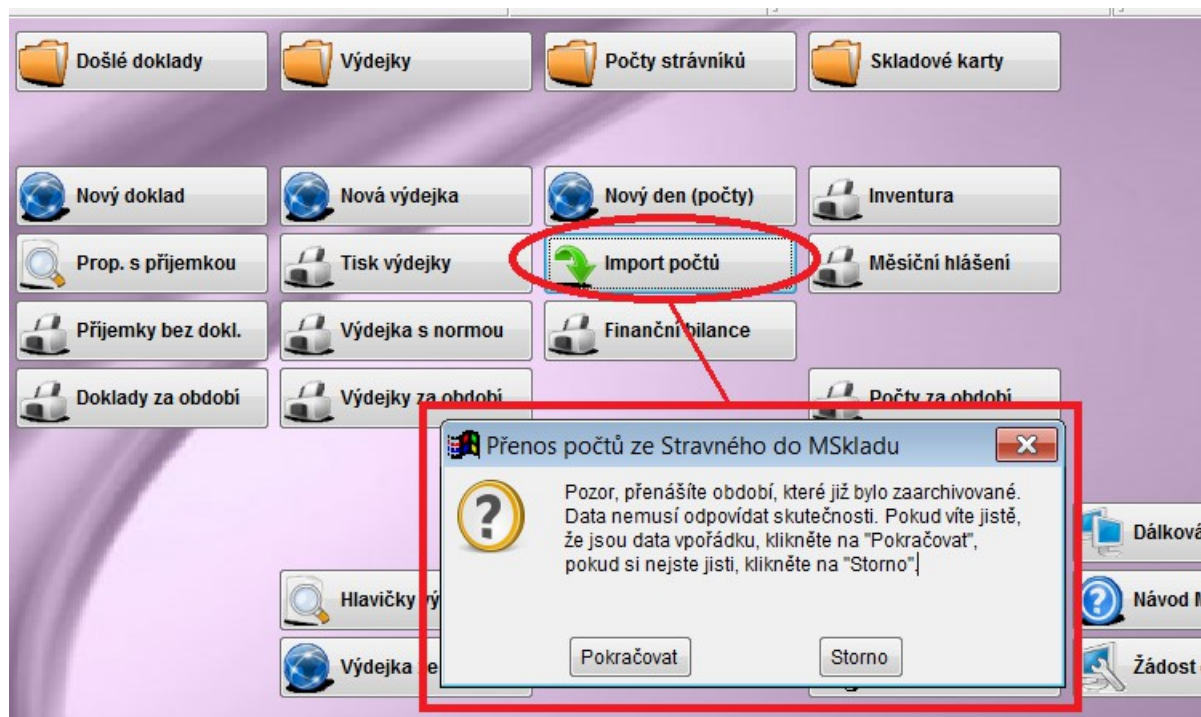 Došlé doklady
Výdejky
Počty strávníků
Skladové karty
Nový doklad
Nová výdejka
Nový den (počty)
Inventura
Prop. s příjemkou
Tisk výdejky
Import počtů
Měsíční hlášení
Příjemky bez dokl.
Výdejka s normou
Finanční bilance
Doklady za období
Výdejky za období
Počty za období
Přenos počtů ze Stravného do MSkladu
Pozor, přenášíte období, které již bylo zaarchivované.
Data nemusí odpovídat skutečnosti. Pokud víte jistě,
že jsou data vpořádku, klikněte na "Pokračovat",
pokud si nejste jisti, klikněte na "Storno".
Pokračovat
Storno
Dálková
Hlavičky vý
Návod M
Výdejka
Žádost